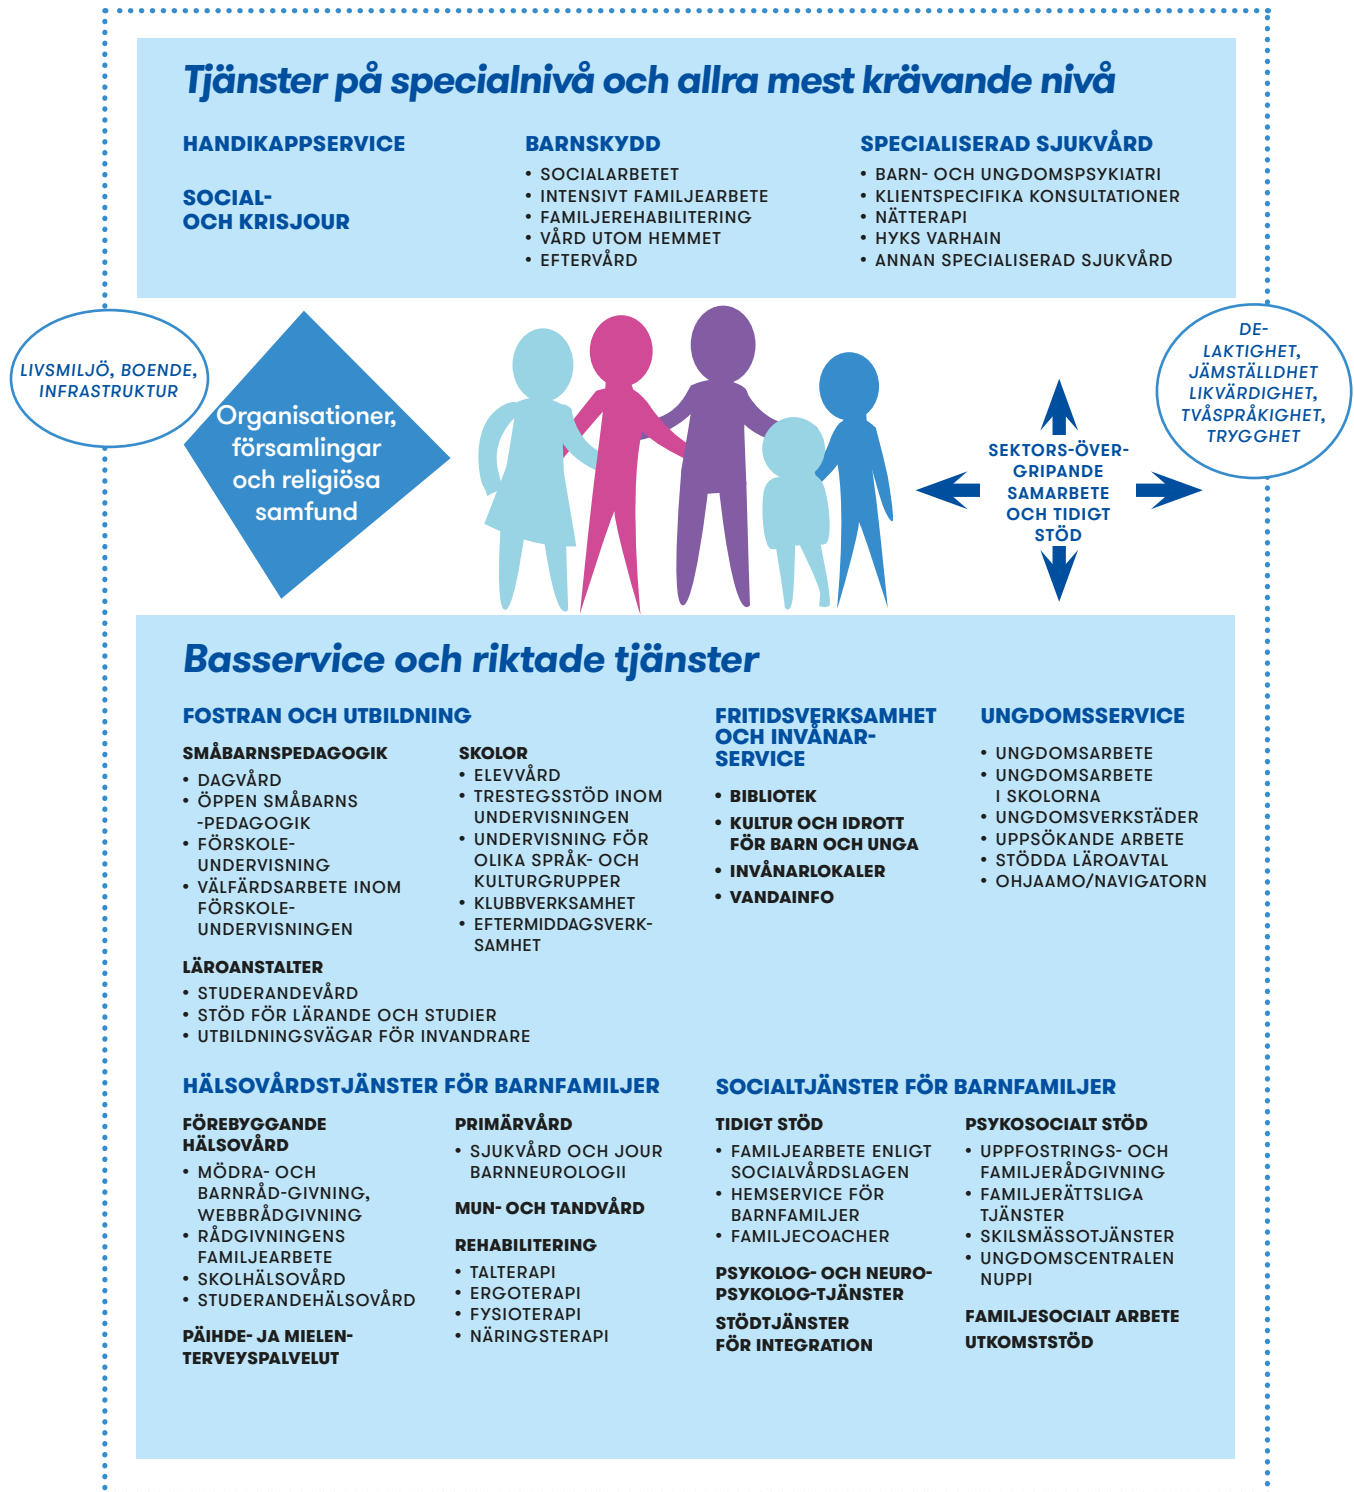 Tjänster på specialnivå och allra mest krävande nivå
HANDIKAPPSERVICE
SOCIAL-
OCH KRISJOUR
BARNSKYDD
• SOCIALARBETET
• INTENSIVT FAMILJEARBETE
• FAMILJEREHABILITERING
• VÅRD UTOM HEMMET
• EFTERVÅRD
SPECIALISERAD SJUKVÅRD
• BARN- OCH UNGDOMSPSYKIATRI
• KLIENTSPECIFIKA KONSULTATIONER
• NÄTTERAPI
• HYKS VARHAIN
• ANNAN SPECIALISERAD SJUKVÅRD
LIVSMILJÖ, BOENDE,
INFRASTRUKTUR
Organisationer,
församlingar
och religiösa
samfund
SEKTORS-ÖVER-
GRIPANDE
SAMARBETE
OCH TIDIGT
STÖD
DE-
LAKTIGHET,
JÄMSTÄLLDHET
LIKVÄRDIGHET,
TVÅSPRÅKIGHET,
TRYGGHET
Basservice och riktade tjänster
FOSTRAN OCH UTBILDNING
SMÅBARNSPEDAGOGIK
• DAGVÅRD
• ÖPPEN SMÅBARNS
-PEDAGOGIK
• FÖRSKOLE-
UNDERVISNING
• VÄLFÄRDSARBETE INOM
FÖRSKOLE-
UNDERVISNINGEN
SKOLOR
• ELEVVÅRD
• TRESTEGSSTÖD INOM
UNDERVISNINGEN
• UNDERVISNING FÖR
OLIKA SPRÅK- OCH
KULTURGRUPPER
• KLUBBVERKSAMHET
• EFTERMIDDAGSVERK-
SAMHET
LÄROANSTALTER
• STUDERANDEVÅRD
• STÖD FÖR LÄRANDE OCH STUDIER
• UTBILDNINGSVÄGAR FÖR INVANDRARE
FRITIDSVERKSAMHET
OCH INVÅNAR-
SERVICE
• BIBLIOTEK
• KULTUR OCH IDROTT
FÖR BARN OCH UNGA
• INVÅNARLOKALER
• VANDAINFO
UNGDOMSSERVICE
• UNGDOMSARBETE
• UNGDOMSARBETE
I SKOLORNA
• UNGDOMSVERKSTÄDER
• UPPSÖKANDE ARBETE
• STÖDDA LÄROAVTAL
• OHJAAMO/NAVIGATORN
HÄLSOVÅRDSTJÄNSTER FÖR BARNFAMILJER
FÖREBYGGANDE
HÄLSOVÅRD
• MÖDRA- OCH
BARNRÅD-GIVNING,
WEBBRÅDGIVNING
• RÅDGIVNINGENS
FAMILJEARBETE
• SKOLHÄLSOVÅRD
• STUDERANDEHÄLSOVÅRD
PÄIHDE- JA MIELEN-
TERVEYSPALVELUT
PRIMÄRVÅRD
• SJUKVÅRD OCH JOUR
BARNNEUROLOGII
MUN- OCH TANDVÅRD
REHABILITERING
• TALTERAPI
• ERGOTERAPI
• FYSIOTERAPI
• NÄRINGSTERAPI
SOCIALTJÄNSTER FÖR BARNFAMILJER
TIDIGT STÖD
• FAMILJEARBETE ENLIGT
SOCIALVÅRDSLAGEN
• HEMSERVICE FÖR
BARNFAMILJER
• FAMILJECOACHER
PSYKOLOG- OCH NEURO-
PSYKOLOG-TJÄNSTER
STÖDTJÄNSTER
FÖR INTEGRATION
PSYKOSOCIALT STÖD
• UPPFOSTRINGS- OCH
FAMILJERÅDGIVNING
• FAMILJERÄTTSLIGA
TJÄNSTER
• SKILSMÄSSOTJÄNSTER
• UNGDOMSCENTRALEN
NUPPI
FAMILJESOCIALT ARBETE
UTKOMSTSTÖD